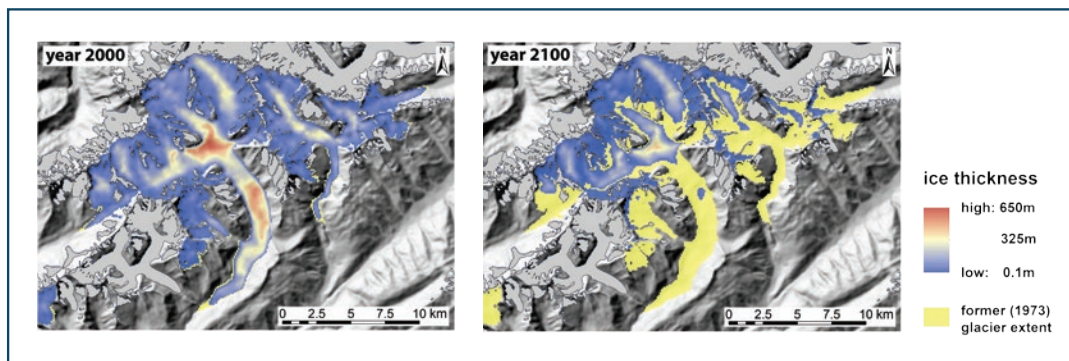 year 2000
N
0 2.5 5 7.5 10 km
year 2100
N
0 2.5 5 7.5 10 km
ice thickness
high: 650m
325m
low: 0.1m
former (1973)
glacier extent